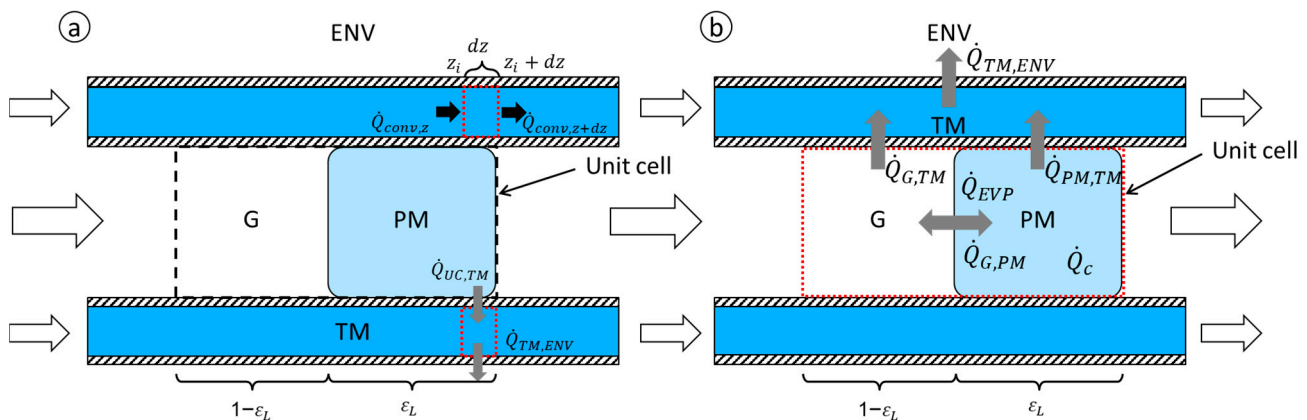 a
ENV
dz
z_i
z_i + dz
Q̇_conv,z
Q̇_conv,z+dz
Unit cell
G
PM
Q̇_UC,TM
TM
Q̇_TM,ENV
1−ε_L
ε_L
b
ENV
Q̇_TM,ENV
TM
Q̇_G,TM
Q̇_PM,TM
Unit cell
Q̇_EVP
G
PM
Q̇_G,PM
Q̇_C
1−ε_L
ε_L